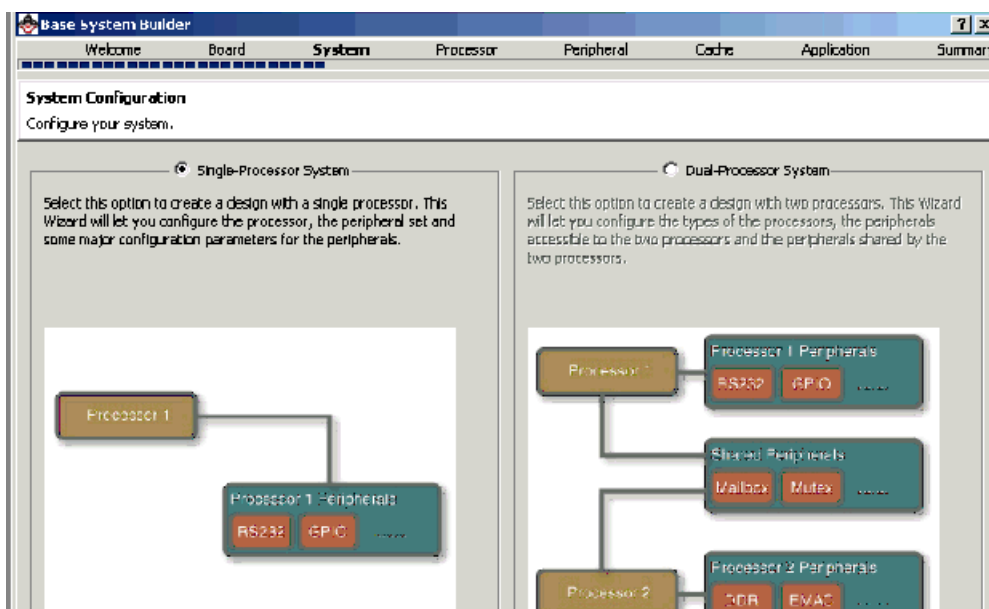 Base System Builder
Welcome Board System Processor Peripheral Cache Application Summar
System Configuration
Configure your system.
Single-Processor System
Select this option to create a design with a single processor. This
Wizard will let you configure the processor, the peripheral set and
some major configuration parameters for the peripherals.
Processor 1
Processor 1 Peripherals
RS232 GPIO ......
Dual-Processor System
Select this option to create a design with two processors. This Wizard
will let you configure the types of the processors, the peripherals
accessible to the two processors and the peripherals shared by the
two processors.
Processor 1
Processor 1 Peripherals
RS232 GPIO ......
Shared Peripherals
Mailbox Mutex ......
Processor 2
Processor 2 Peripherals
DDR EMAC ......